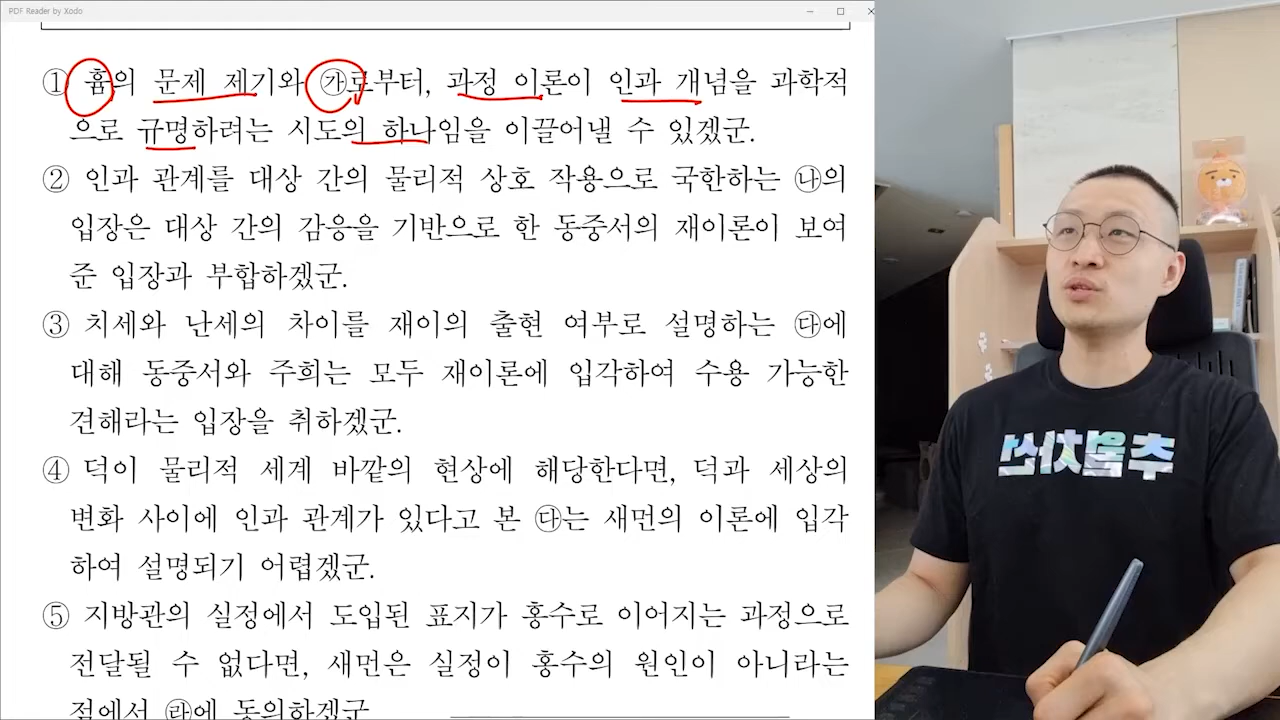 PDF Reader by Xodo
① 흄의 문제 제기와 ㉮로부터, 과정 이론이 인과 개념을 과학적
으로 규명하려는 시도의 하나임을 이끌어낼 수 있겠군.
② 인과 관계를 대상 간의 물리적 상호 작용으로 국한하는 ㉯의
입장은 대상 간의 감응을 기반으로 한 동중서의 재이론이 보여
준 입장과 부합하겠군.
③ 치세와 난세의 차이를 재이의 출현 여부로 설명하는 ㉰에
대해 동중서와 주희는 모두 재이론에 입각하여 수용 가능한
견해라는 입장을 취하겠군.
④ 덕이 물리적 세계 바깥의 현상에 해당한다면, 덕과 세상의
변화 사이에 인과 관계가 있다고 본 ㉰는 새먼의 이론에 입각
하여 설명되기 어렵겠군.
⑤ 지방관의 실정에서 도입된 표지가 홍수로 이어지는 과정으로
전달될 수 없다면, 새먼은 실정이 홍수의 원인이 아니라는
점에서 ㉱에 동의하겠군
추월차선